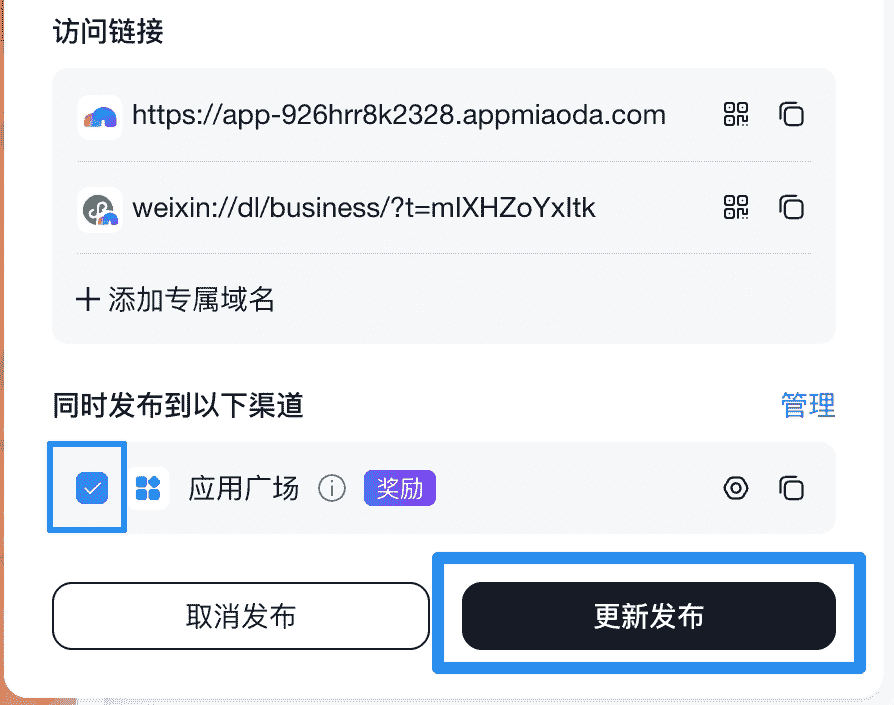 访问链接
https://app-926hrr8k2328.appmiaoda.com
weixin://dl/business/?t=mlXHZoYxItk
添加专属域名
同时发布到以下渠道
管理
应用广场
奖励
取消发布
更新发布